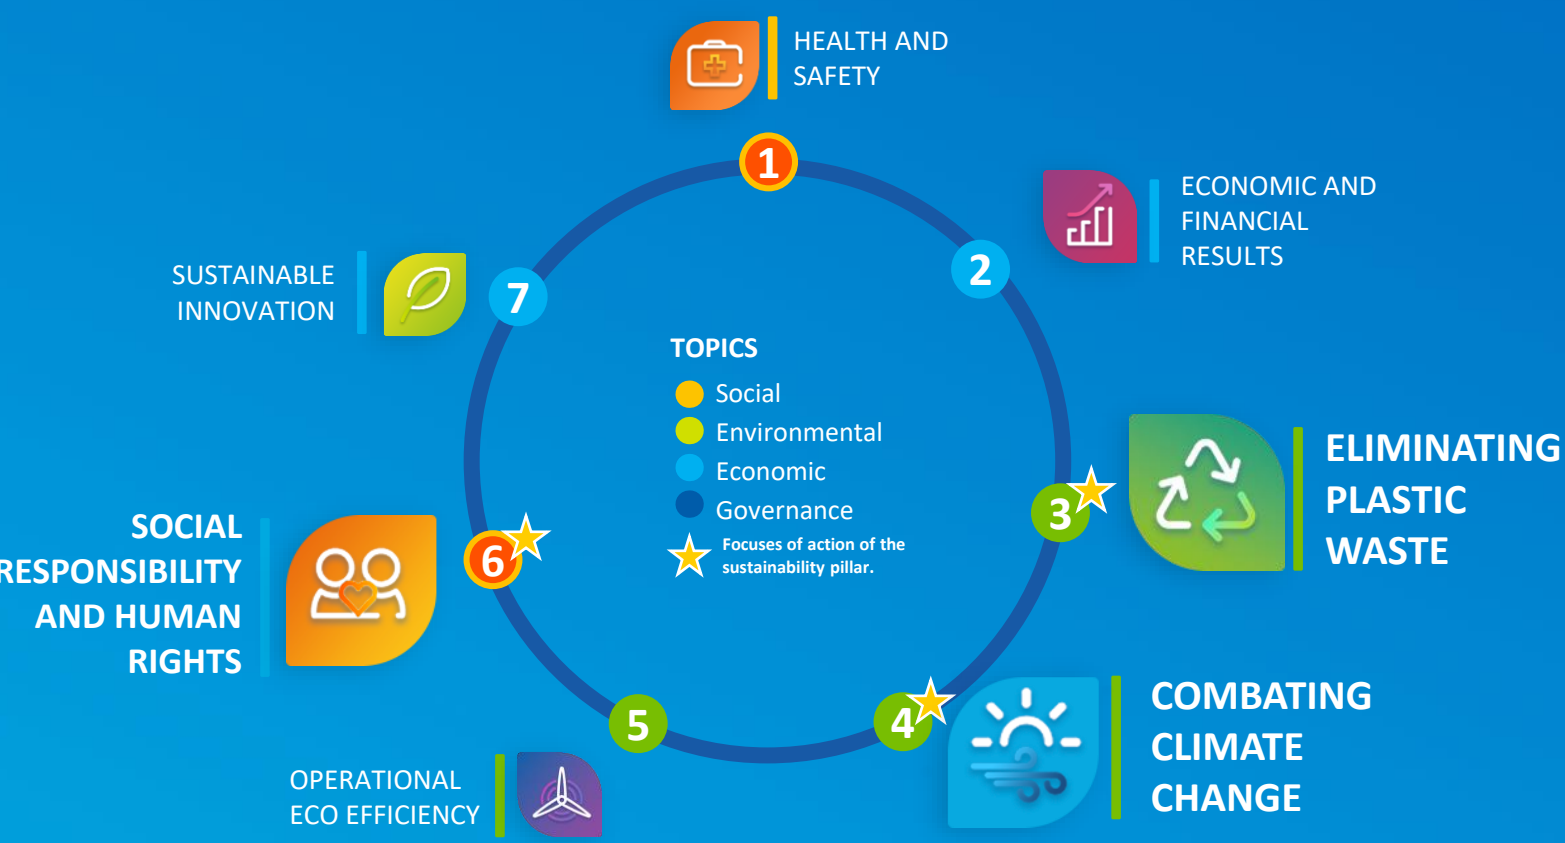 HEALTH AND
SAFETY
1
ECONOMIC AND
FINANCIAL
RESULTS
2
SUSTAINABLE
INNOVATION
7
TOPICS
Social
Environmental
Economic
Governance
Focuses of action of the
sustainability pillar.
3
ELIMINATING
PLASTIC
WASTE
SOCIAL
RESPONSIBILITY
AND HUMAN
RIGHTS
6
4
COMBATING
CLIMATE
CHANGE
5
OPERATIONAL
ECO EFFICIENCY